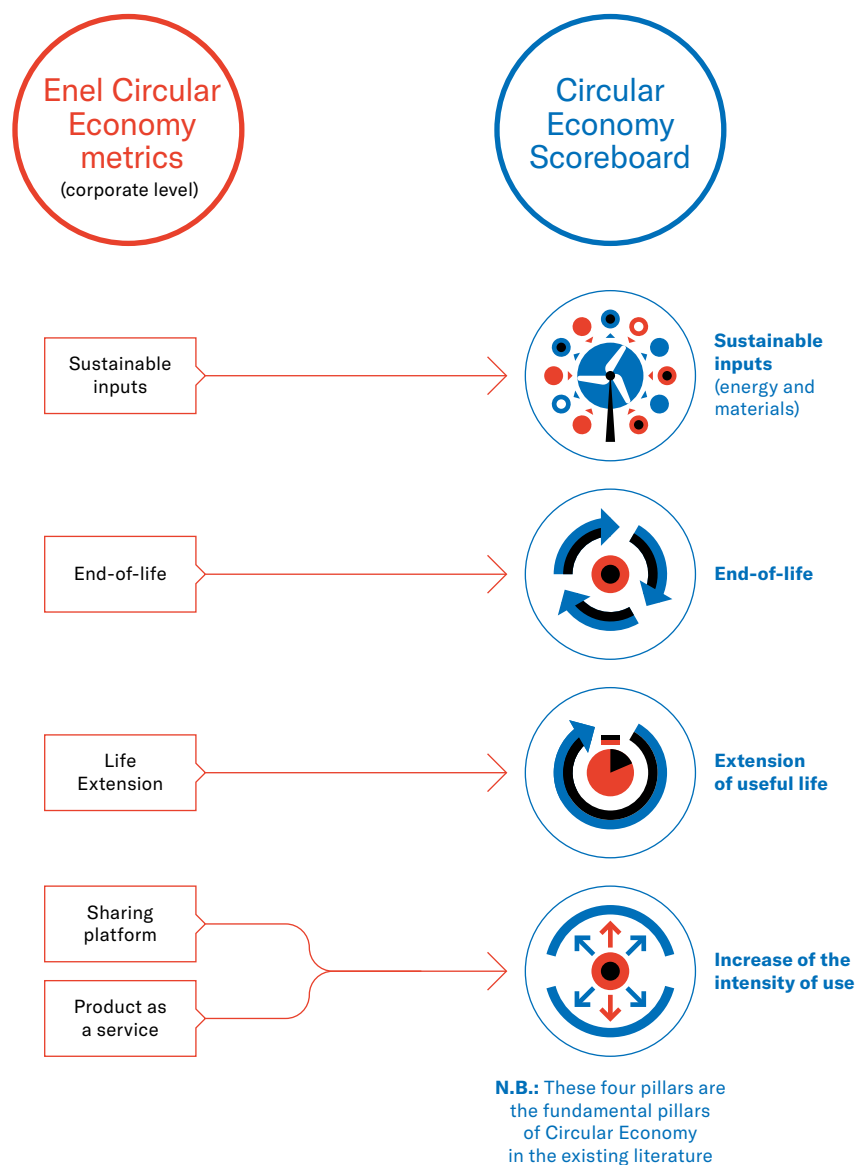 Enel Circular
Economy
metrics
(corporate level)
Circular
Economy
Scoreboard
Sustainable
inputs
Sustainable
inputs
(energy and
materials)
End-of-life
End-of-life
Life
Extension
Extension
of useful life
Sharing
platform
Product as
a service
Increase of the
intensity of use
N.B.: These four pillars are
the fundamental pillars
of Circular Economy
in the existing literature